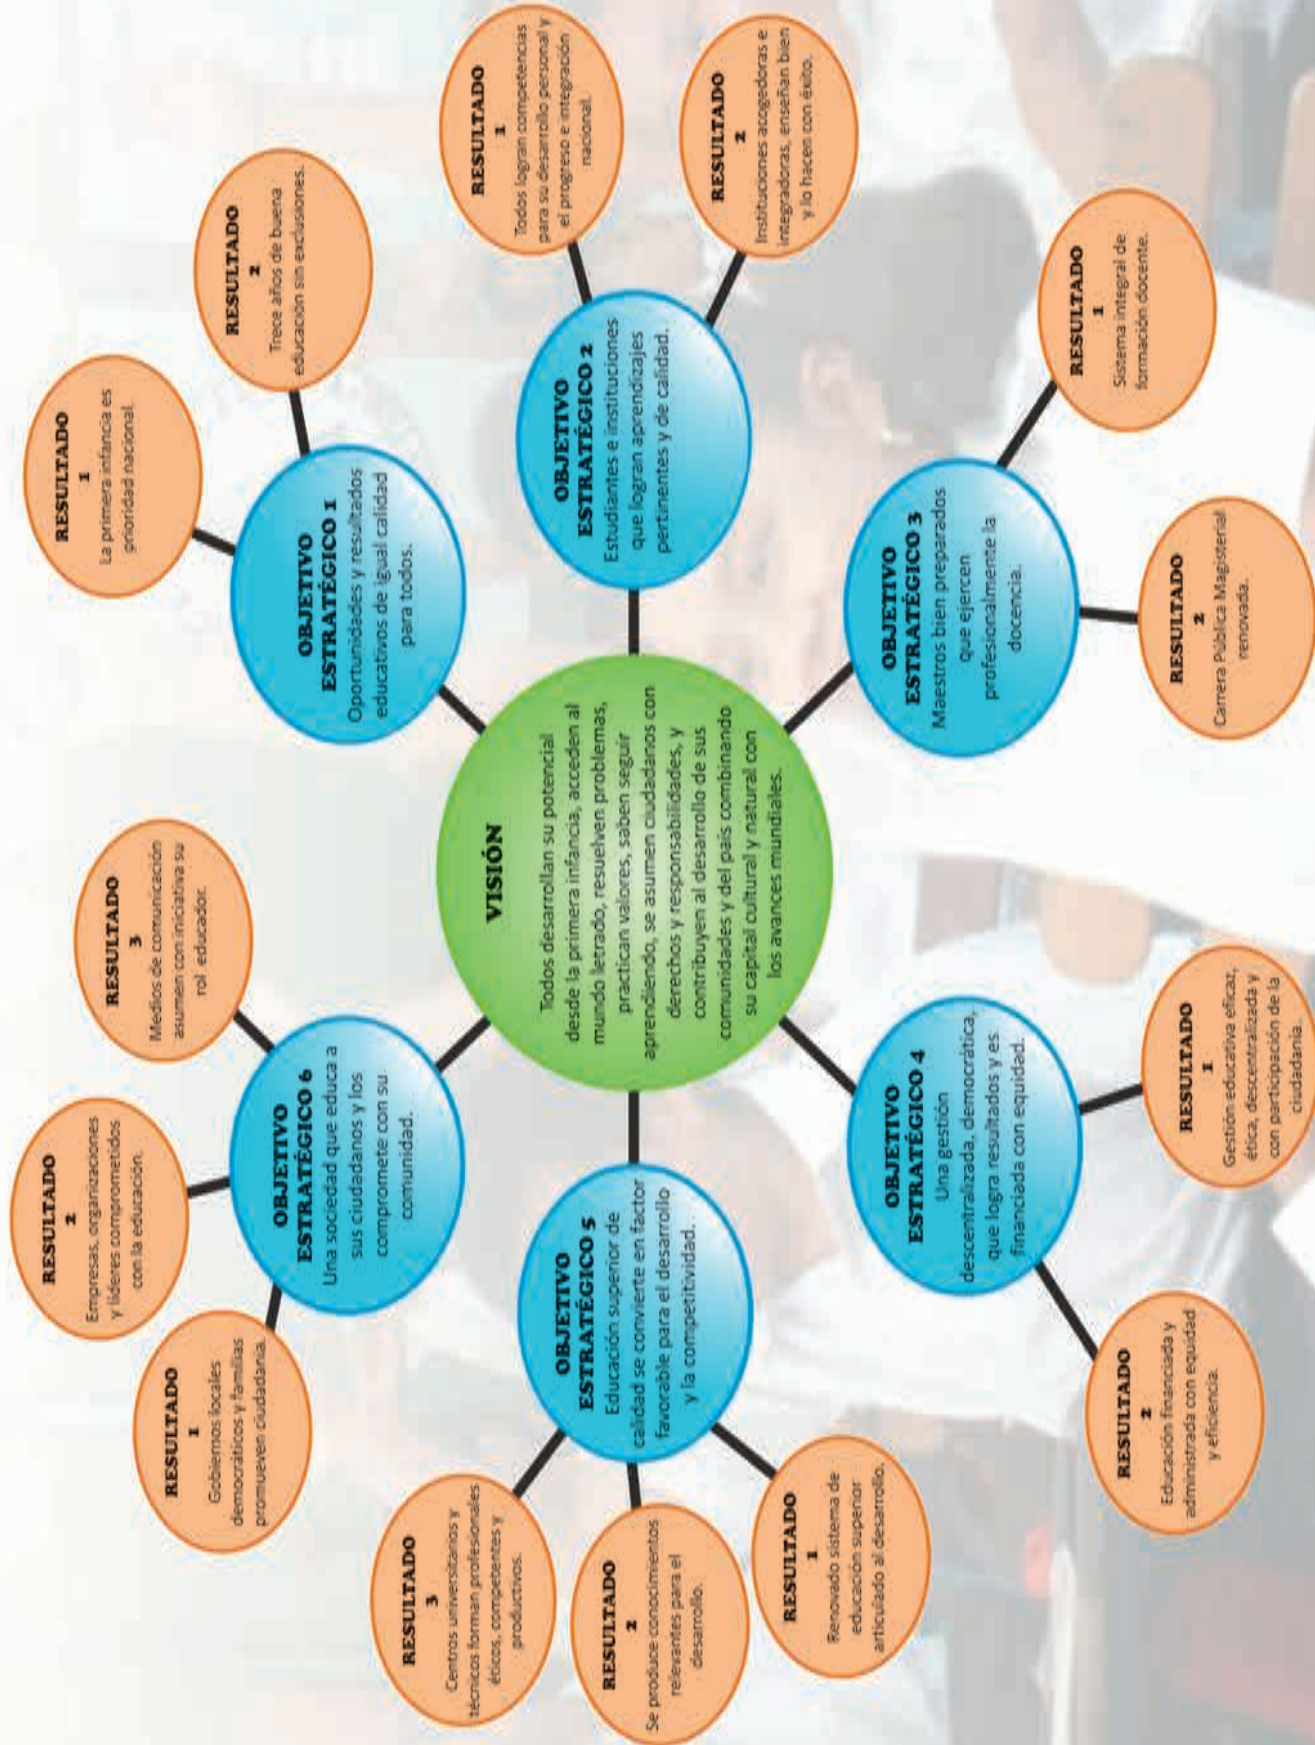 VISIÓN
Todos desarrollan su potencial
desde la primera infancia, acceden al
mundo letrado, resuelven problemas,
practican valores, saben seguir
aprendiendo, se asumen ciudadanos con
derechos y responsabilidades, y
contribuyen al desarrollo de sus
comunidades y del país combinando
su capital cultural y natural con
los avances mundiales.
OBJETIVO
ESTRATÉGICO 1
Oportunidades y resultados
educativos de igual calidad
para todos.
RESULTADO
1
La primera infancia es
prioridad nacional.
RESULTADO
2
Trece años de buena
educación sin exclusiones.
OBJETIVO
ESTRATÉGICO 2
Estudiantes e instituciones
que logran aprendizajes
pertinentes y de calidad.
RESULTADO
1
Todos logran competencias
para su desarrollo personal y
el progreso e integración
nacional.
RESULTADO
2
Instituciones acogedoras e
integradoras, enseñan bien
y lo hacen con éxito.
OBJETIVO
ESTRATÉGICO 3
Maestros bien preparados
que ejercen
profesionalmente la
docencia.
RESULTADO
1
Sistema integral de
formación docente.
RESULTADO
2
Carrera Pública Magisterial
renovada.
OBJETIVO
ESTRATÉGICO 4
Una gestión
descentralizada, democrática,
que logra resultados y es
financiada con equidad.
RESULTADO
1
Gestión educativa eficaz,
ética, descentralizada y
con participación de la
ciudadanía.
RESULTADO
2
Educación financiada y
administrada con equidad
y eficiencia.
OBJETIVO
ESTRATÉGICO 5
Educación superior de
calidad se convierte en factor
favorable para el desarrollo
y la competitividad.
RESULTADO
1
Renovado sistema de
educación superior
articulado al desarrollo.
RESULTADO
2
Se produce conocimientos
relevantes para el
desarrollo.
RESULTADO
3
Centros universitarios y
técnicos forman profesionales
éticos, competentes y
productivos.
OBJETIVO
ESTRATÉGICO 6
Una sociedad que educa a
sus ciudadanos y los
compromete con su
comunidad.
RESULTADO
1
Gobiernos locales
democráticos y familias
promueven ciudadanía.
RESULTADO
2
Empresas, organizaciones
y líderes comprometidos
con la educación.
RESULTADO
3
Medios de comunicación
asumen con iniciativa su
rol educador.